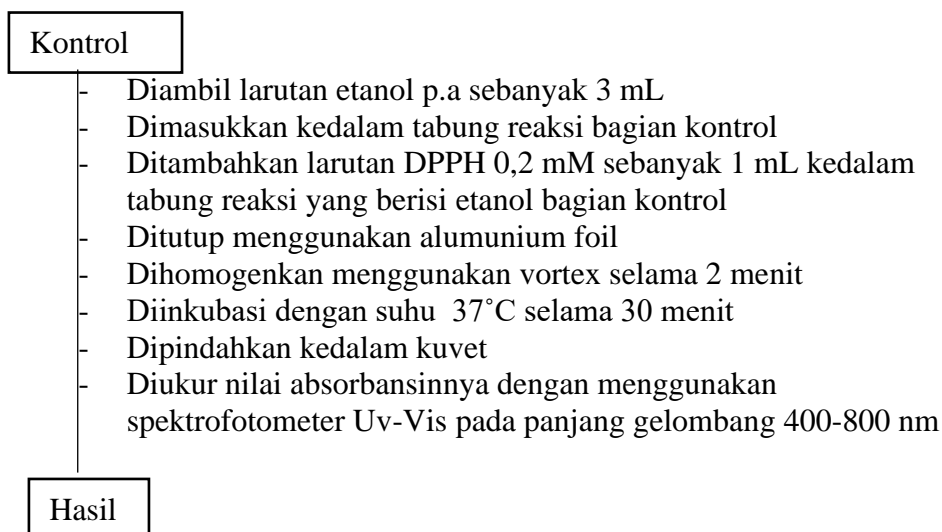 Kontrol
- Diambil larutan etanol p.a sebanyak 3 mL
- Dimasukkan kedalam tabung reaksi bagian kontrol
- Ditambahkan larutan DPPH 0,2 mM sebanyak 1 mL kedalam
tabung reaksi yang berisi etanol bagian kontrol
- Ditutup menggunakan alumunium foil
- Dihomogenkan menggunakan vortex selama 2 menit
- Diinkubasi dengan suhu 37˚C selama 30 menit
- Dipindahkan kedalam kuvet
- Diukur nilai absorbansinnya dengan menggunakan
spektrofotometer Uv-Vis pada panjang gelombang 400-800 nm
Hasil